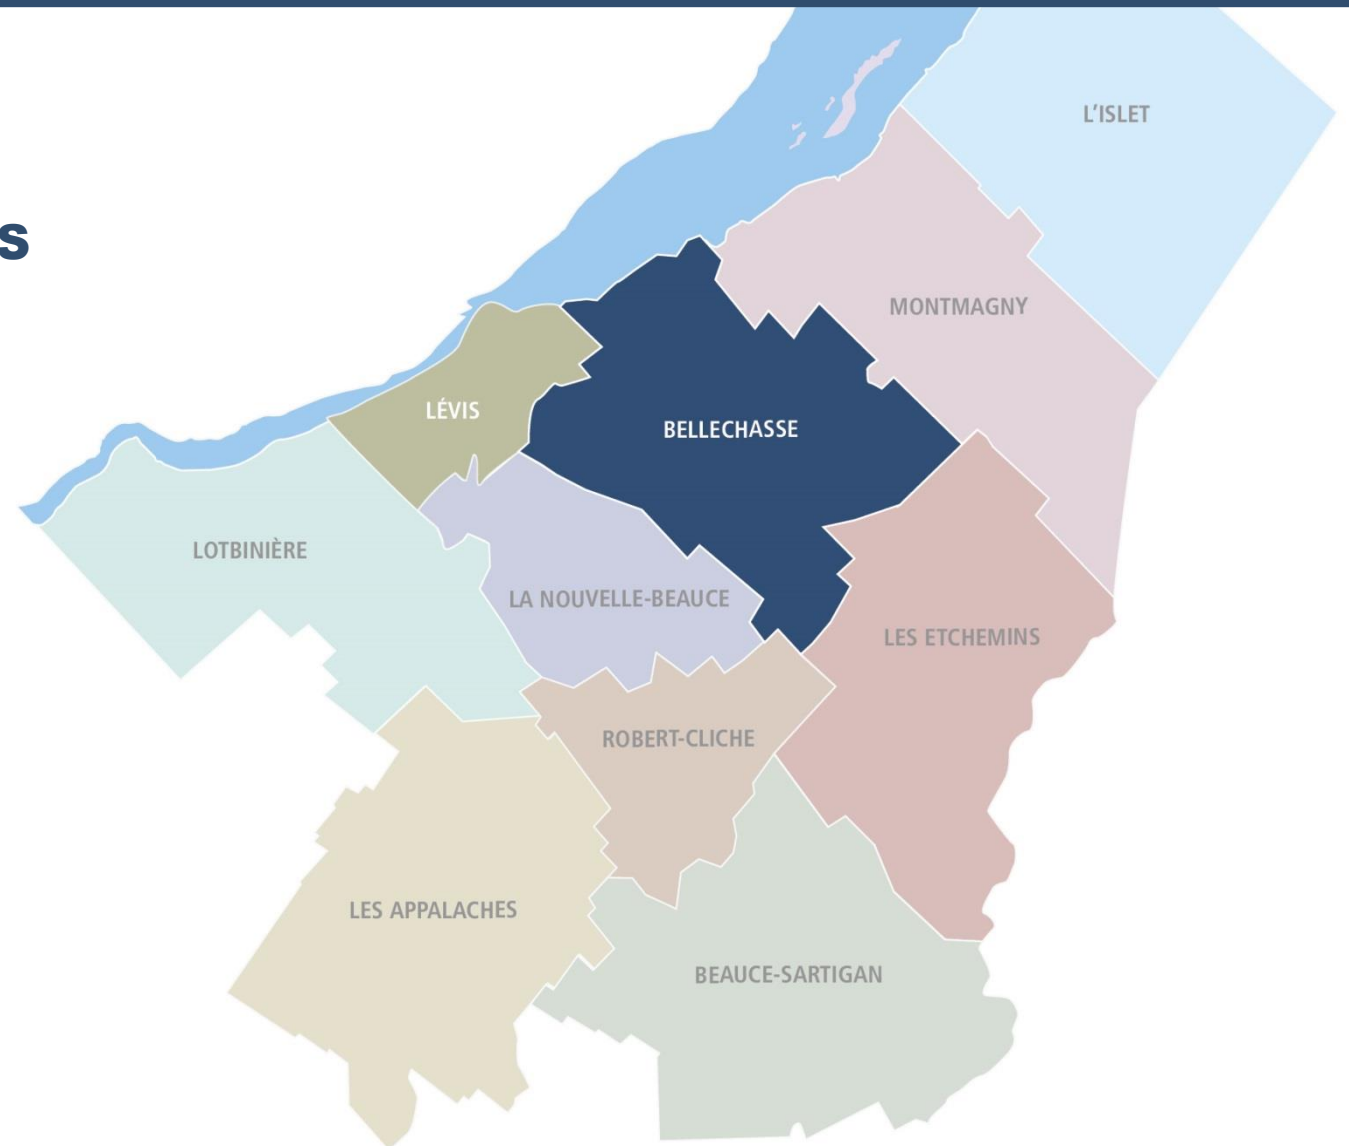 L'ISLET
s
MONTMAGNY
LÉVIS
BELLECHASSE
LOTBINIÈRE
LA NOUVELLE-BEAUCE
LES ETCHEMINS
ROBERT-CLICHE
LES APPALACHES
BEAUCE-SARTIGAN